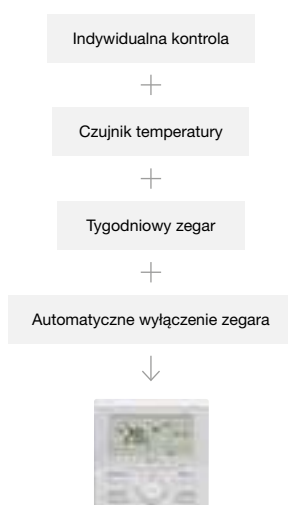 Indywidualna kontrola
+
Czujnik temperatury
+
Tygodniowy zegar
+
Automatyczne wyłączenie zegara